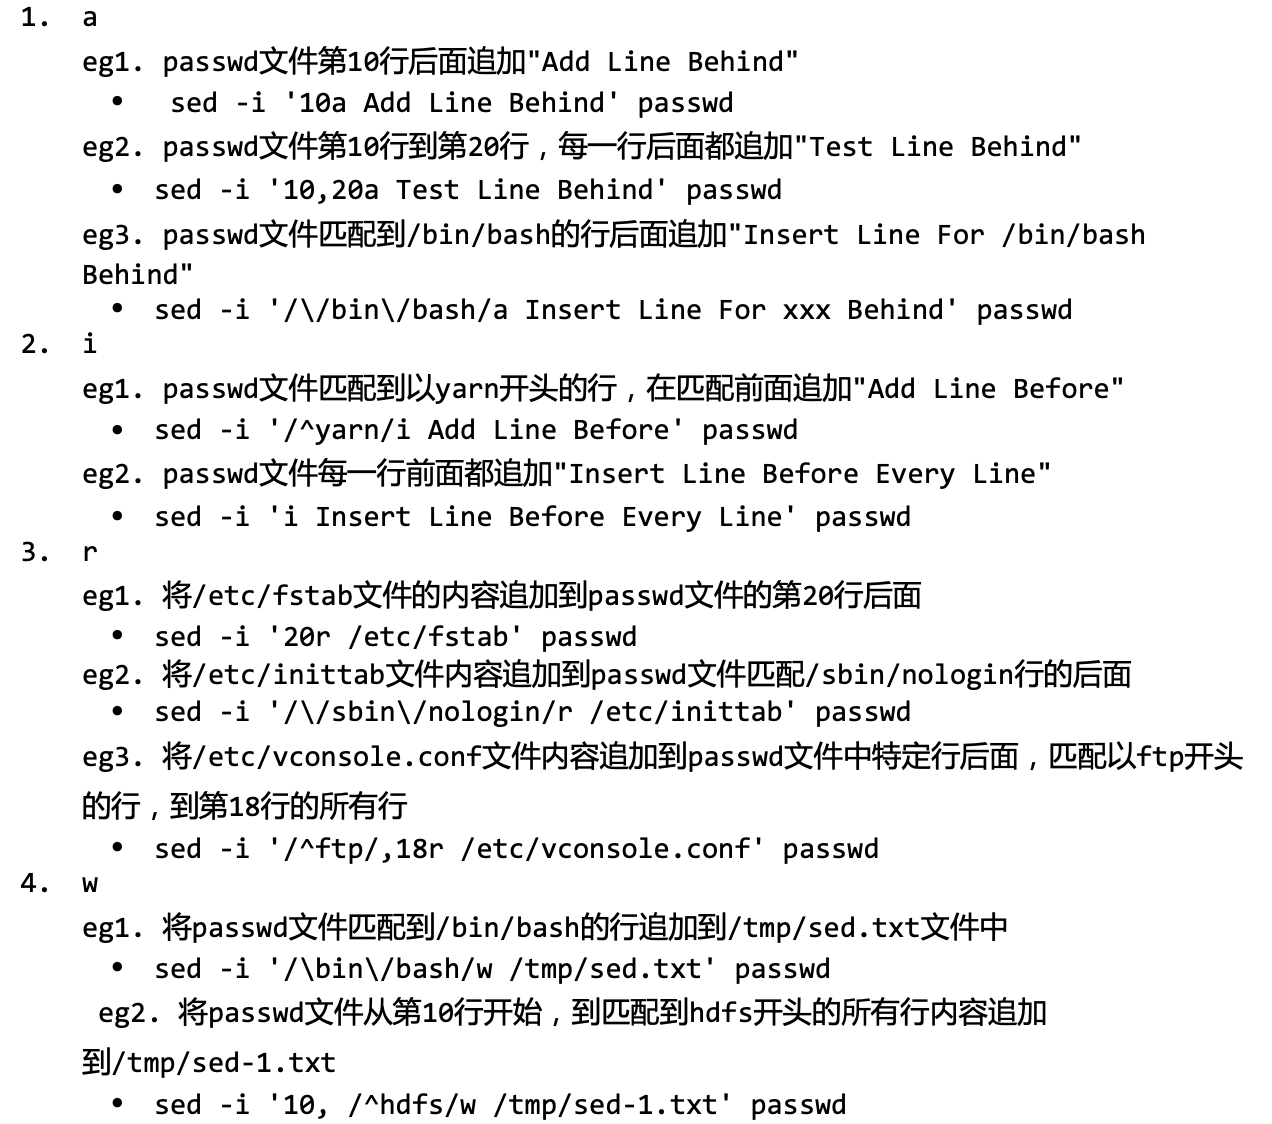 1. a
eg1. passwd文件第10行后面追加"Add Line Behind"
• sed -i '10a Add Line Behind' passwd
eg2. passwd文件第10行到第20行，每一行后面都追加"Test Line Behind"
• sed -i '10,20a Test Line Behind' passwd
eg3. passwd文件匹配到/bin/bash的行后面追加"Insert Line For /bin/bash
Behind"
• sed -i '/\/bin\/bash/a Insert Line For xxx Behind' passwd
2. i
eg1. passwd文件匹配到以yarn开头的行，在匹配前面追加"Add Line Before"
• sed -i '/^yarn/i Add Line Before' passwd
eg2. passwd文件每一行前面都追加"Insert Line Before Every Line"
• sed -i 'i Insert Line Before Every Line' passwd
3. r
eg1. 将/etc/fstab文件的内容追加到passwd文件的第20行后面
• sed -i '20r /etc/fstab' passwd
eg2. 将/etc/inittab文件内容追加到passwd文件匹配/sbin/nologin行的后面
• sed -i '/\/sbin\/nologin/r /etc/inittab' passwd
eg3. 将/etc/vconsole.conf文件内容追加到passwd文件中特定行后面，匹配以ftp开头
的行，到第18行的所有行
• sed -i '/^ftp/,18r /etc/vconsole.conf' passwd
4. w
eg1. 将passwd文件匹配到/bin/bash的行追加到/tmp/sed.txt文件中
• sed -i '/\bin\/bash/w /tmp/sed.txt' passwd
eg2. 将passwd文件从第10行开始，到匹配到hdfs开头的所有行内容追加
到/tmp/sed-1.txt
• sed -i '10, /^hdfs/w /tmp/sed-1.txt' passwd